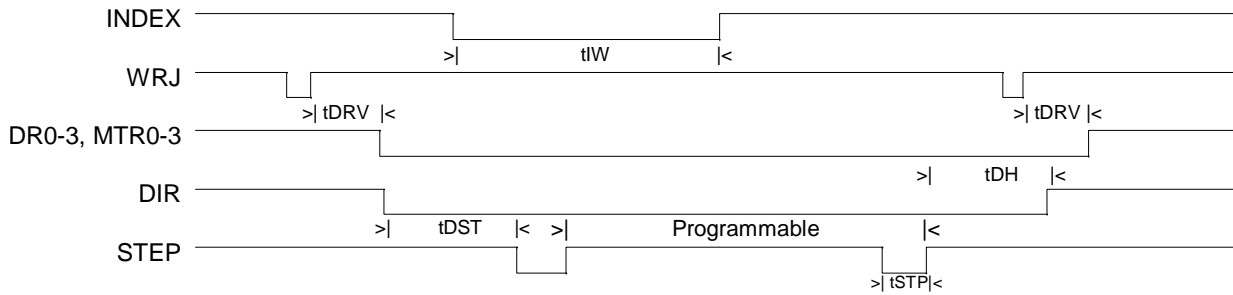 INDEX
>| tIW |<
WRJ
>| tDRV |< >| tDRV |<
DR0-3, MTR0-3
>| tDH |<
DIR
>| tDST |< >| Programmable |<
STEP
>| tSTP |<